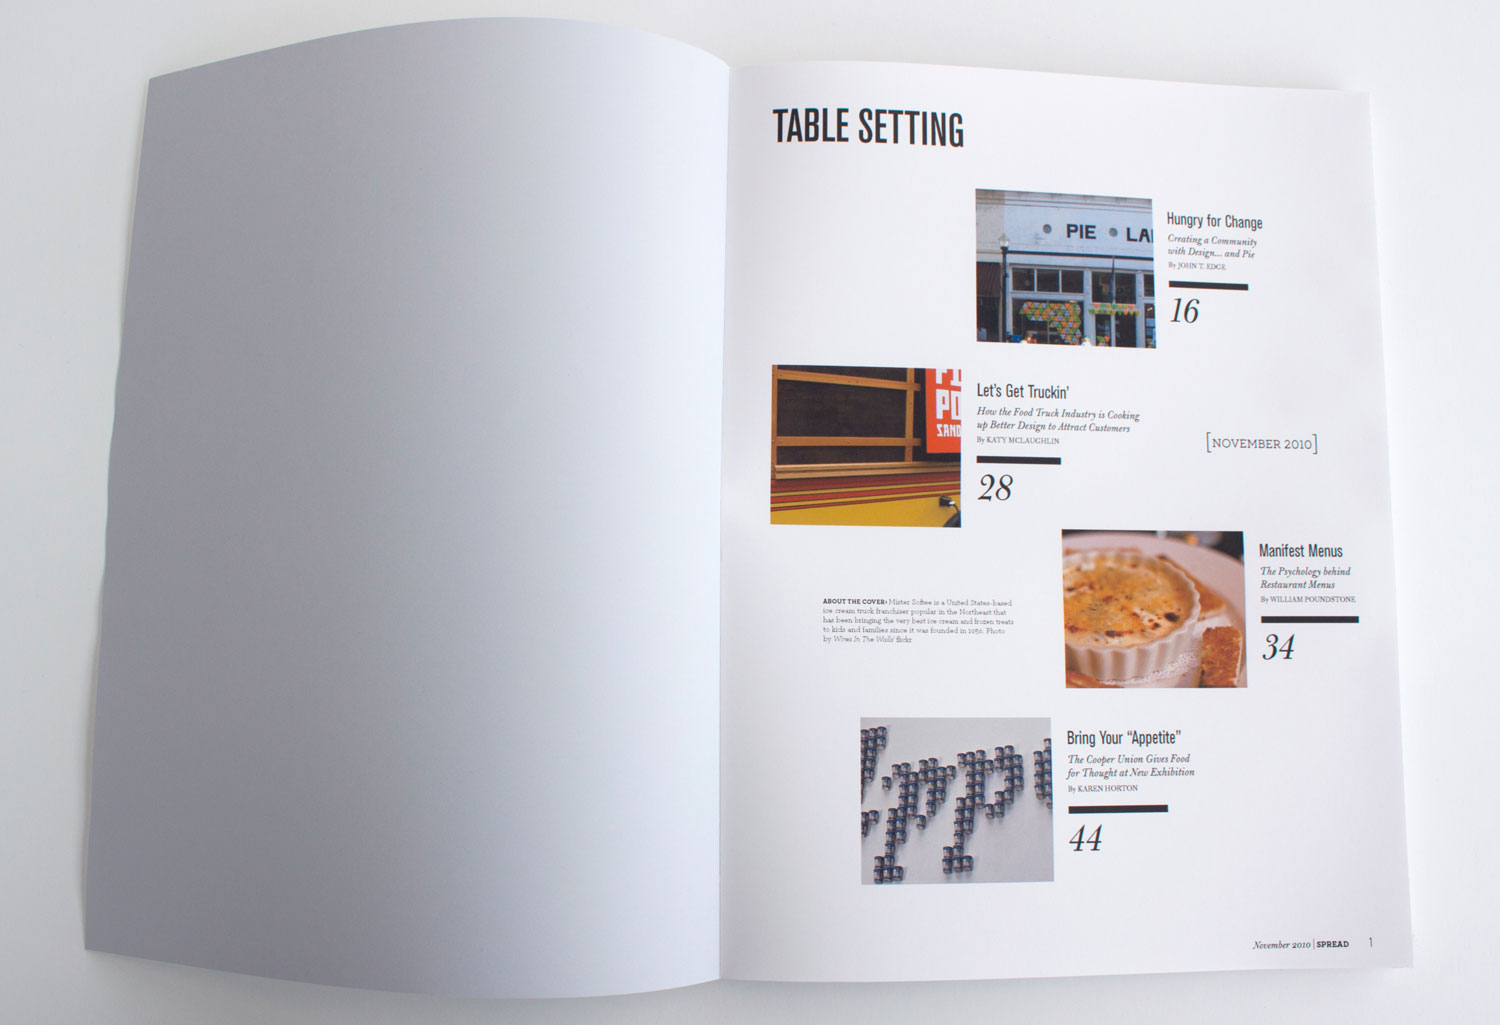 TABLE SETTING
PIE LA
Hungry for Change
Creating a Community
with Design... and Pie
By JOHN T. EDGE
16
PO
SAND
Let's Get Truckin'
How the Food Truck Industry is Cooking
up Better Design to Attract Customers
By KATY MCLAUGHLIN
28
[NOVEMBER 2010]
Manifest Menus
The Psychology behind
Restaurant Menus
By WILLIAM POUNDSTONE
34
ABOUT THE COVER: Mister Softee is a United States-based
ice cream truck franchiser popular in the Northeast that
has been bringing the very best ice cream and frozen treats
to kids and families since it was founded in 1956. Photo
by Wires In The Walls' flickr
Bring Your “Appetite”
The Cooper Union Gives Food
for Thought at New Exhibition
By KAREN HORTON
44
November 2010 | SPREAD 1